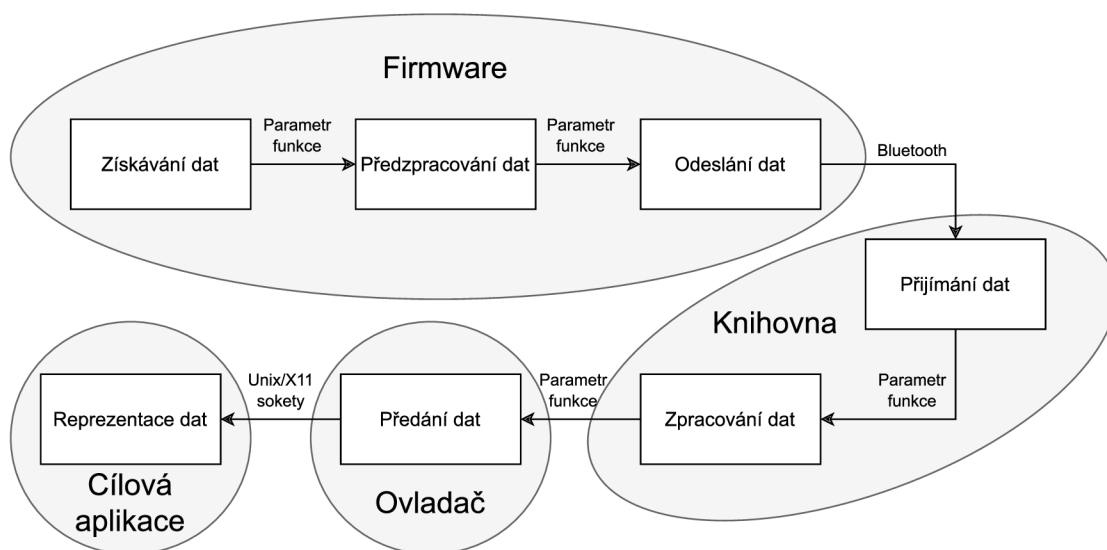 Firmware
Získávání dat
Parametr
funkce
Předzpracování dat
Parametr
funkce
Odeslání dat
Bluetooth
Přijímání dat
Knihovna
Parametr
funkce
Zpracování dat
Parametr
funkce
Předání dat
Ovladač
Unix/X11
sokety
Reprezentace dat
Cílová
aplikace